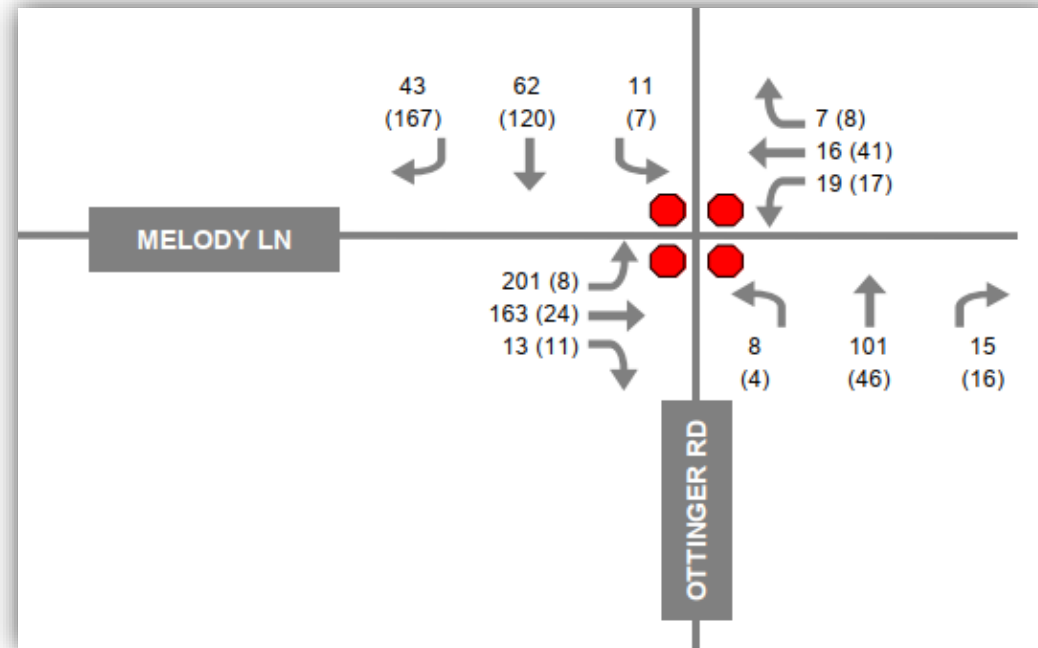 43 62 11
(167) (120) (7)
7 (8)
16 (41)
19 (17)
MELODY LN
201 (8)
163 (24)
13 (11)
8 101 15
(4) (46) (16)
OTTINGER RD